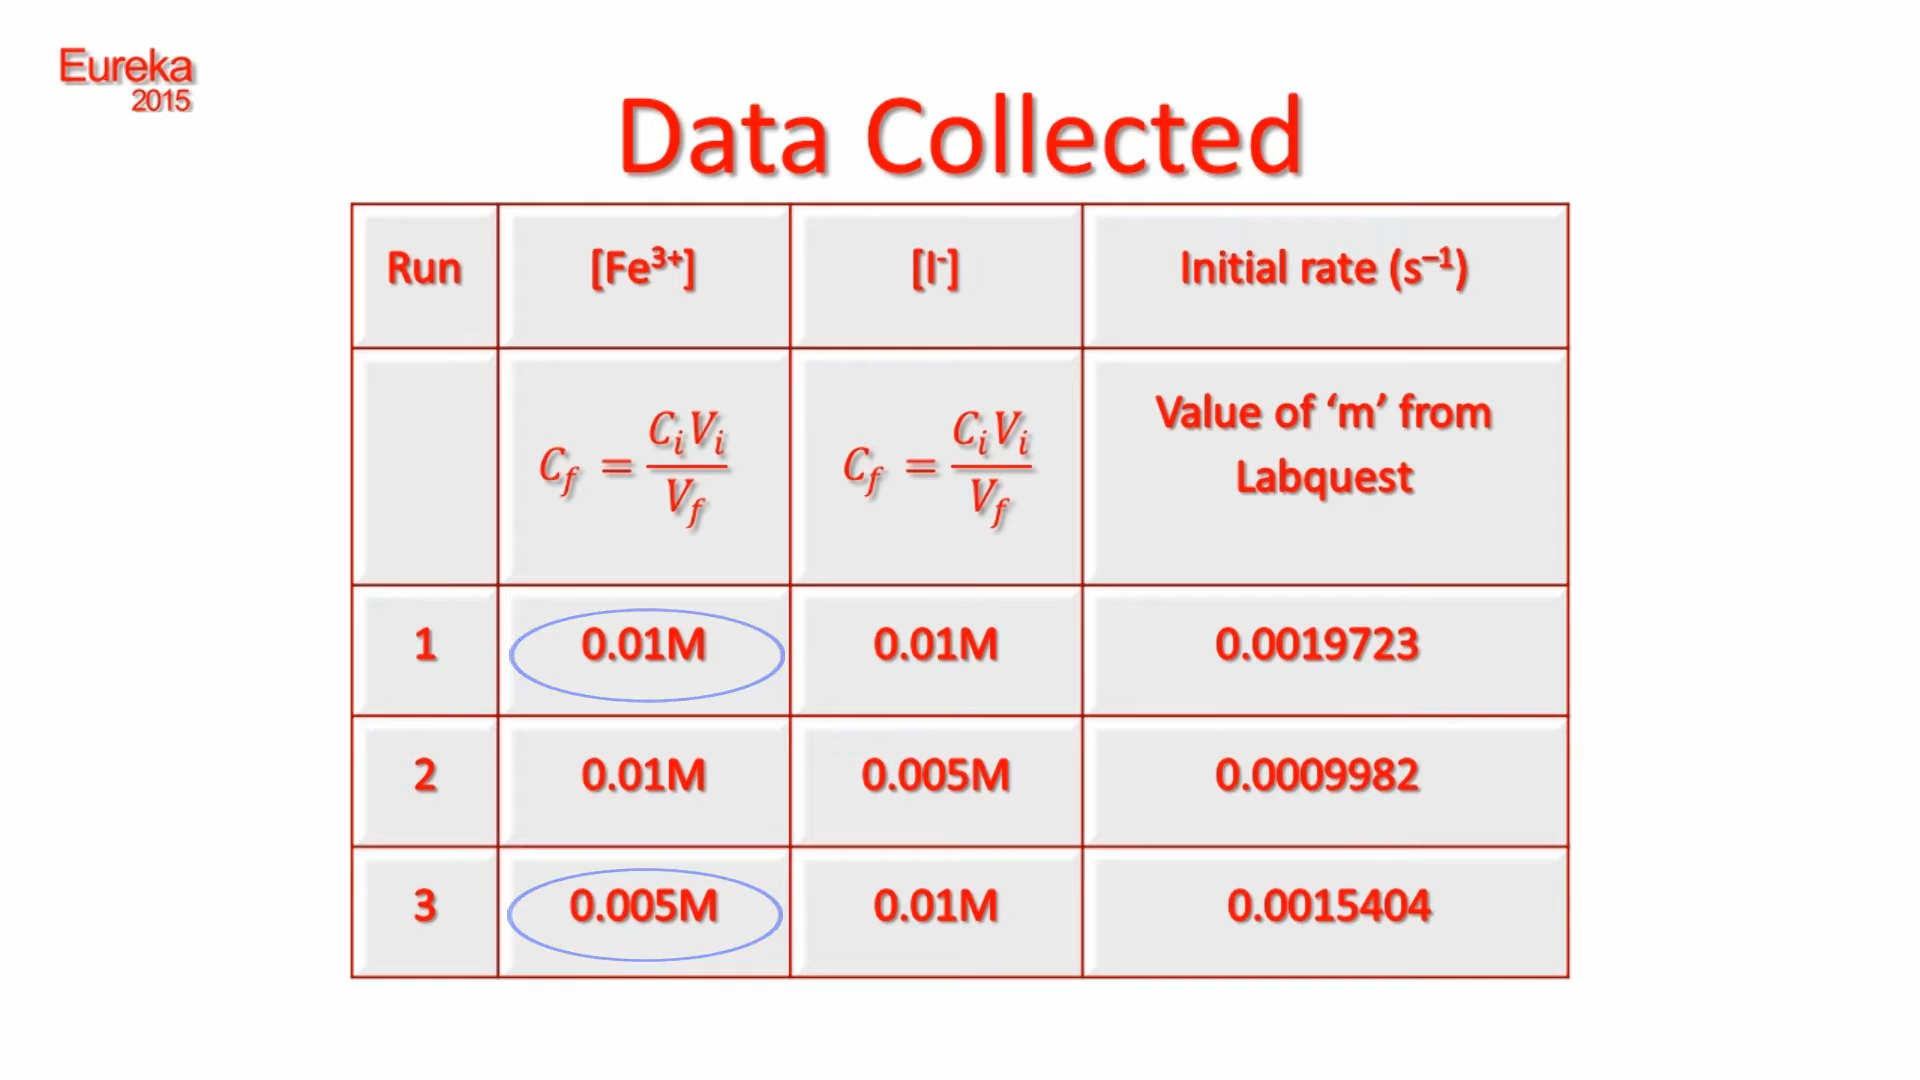 Eureka
2015
Data Collected
Run [Fe³⁺] [I⁻] Initial rate (s⁻¹)
C_f = C_i V_i / V_f C_f = C_i V_i / V_f Value of ‘m’ from
Labquest
1 0.01M 0.01M 0.0019723
2 0.01M 0.005M 0.0009982
3 0.005M 0.01M 0.0015404